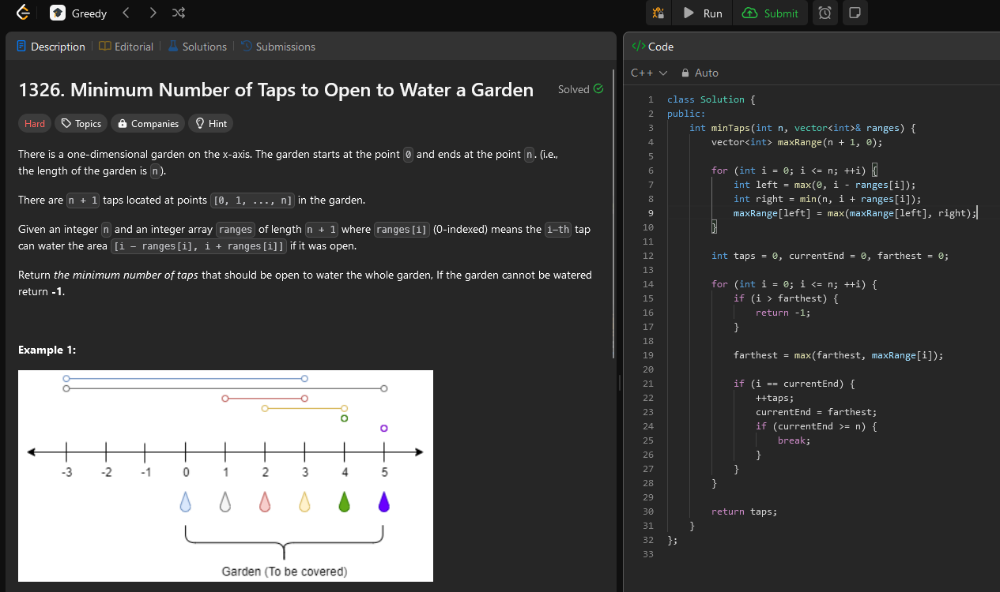 Greedy
Run
Submit
Description
Editorial
Solutions
Submissions
1326. Minimum Number of Taps to Open to Water a Garden
Solved
Hard
Topics
Companies
Hint
There is a one-dimensional garden on the x-axis. The garden starts at the point 0 and ends at the point n. (i.e.,
the length of the garden is n).
There are n + 1 taps located at points [0, 1, ..., n] in the garden.
Given an integer n and an integer array ranges of length n + 1 where ranges[i] (0-indexed) means the i-th tap
can water the area [i - ranges[i], i + ranges[i]] if it was open.
Return the minimum number of taps that should be open to water the whole garden, If the garden cannot be watered
return -1.
Example 1:
-3 -2 -1 0 1 2 3 4 5
Garden (To be covered)
</> Code
C++
Auto
1 class Solution {
2 public:
3     int minTaps(int n, vector<int>& ranges) {
4         vector<int> maxRange(n + 1, 0);
5
6         for (int i = 0; i <= n; ++i) {
7             int left = max(0, i - ranges[i]);
8             int right = min(n, i + ranges[i]);
9             maxRange[left] = max(maxRange[left], right);
10         }
11
12         int taps = 0, currentEnd = 0, farthest = 0;
13
14         for (int i = 0; i <= n; ++i) {
15             if (i > farthest) {
16                 return -1;
17             }
18
19             farthest = max(farthest, maxRange[i]);
20
21             if (i == currentEnd) {
22                 ++taps;
23                 currentEnd = farthest;
24                 if (currentEnd >= n) {
25                     break;
26                 }
27             }
28         }
29
30         return taps;
31     }
32 };
33